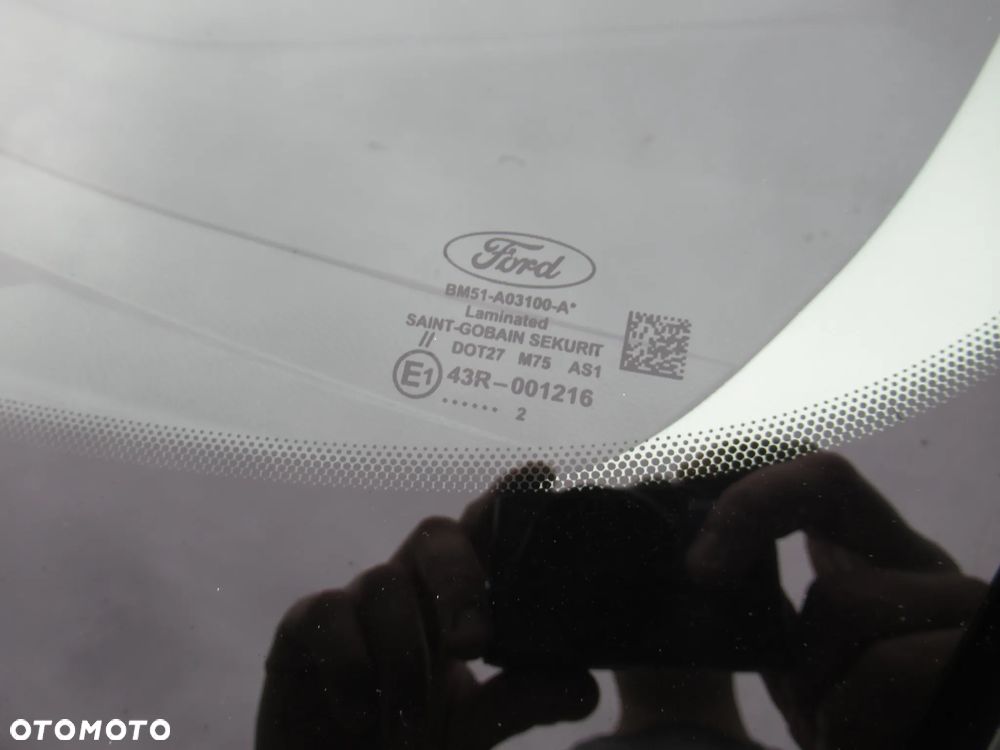 Ford
BM51-A03100-A*
Laminated
SAINT-GOBAIN SEKURIT
// DOT27 M75 AS1
E1 43R-001216
...... 2
OTOMOTO